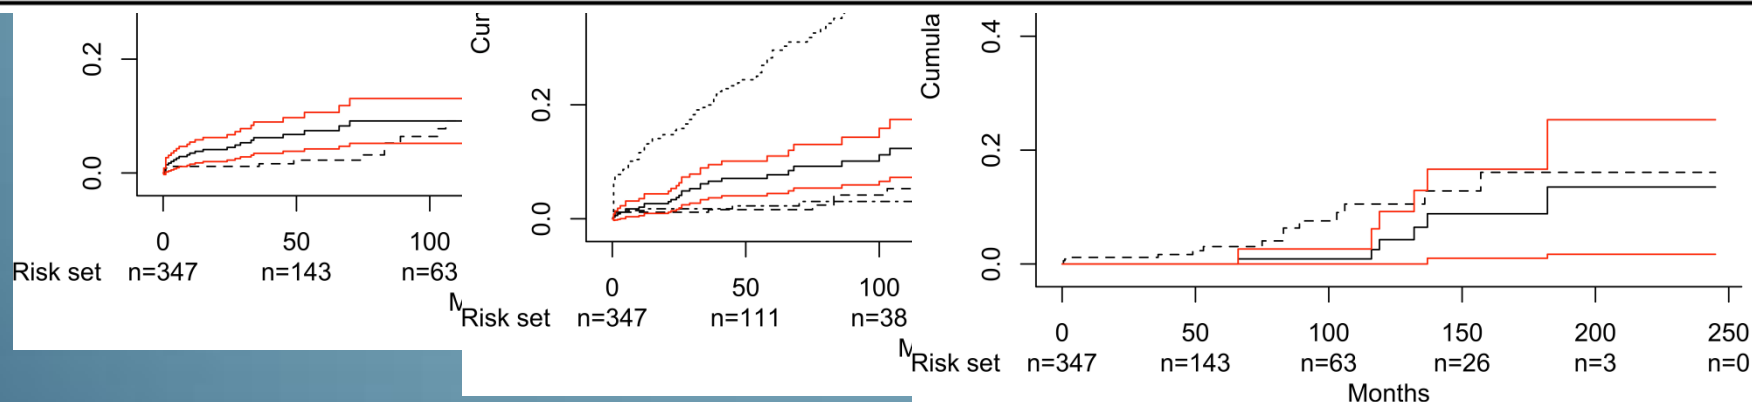 0.2
0.0
0 50 100
Risk set n=347 n=143 n=63
Cur
0.2
0.0
0 50 100
Risk set n=347 n=111 n=38
Cumula
0.4
0.2
0.0
0 50 100 150 200 250
Risk set n=347 n=143 n=63 n=26 n=3 n=0
Months